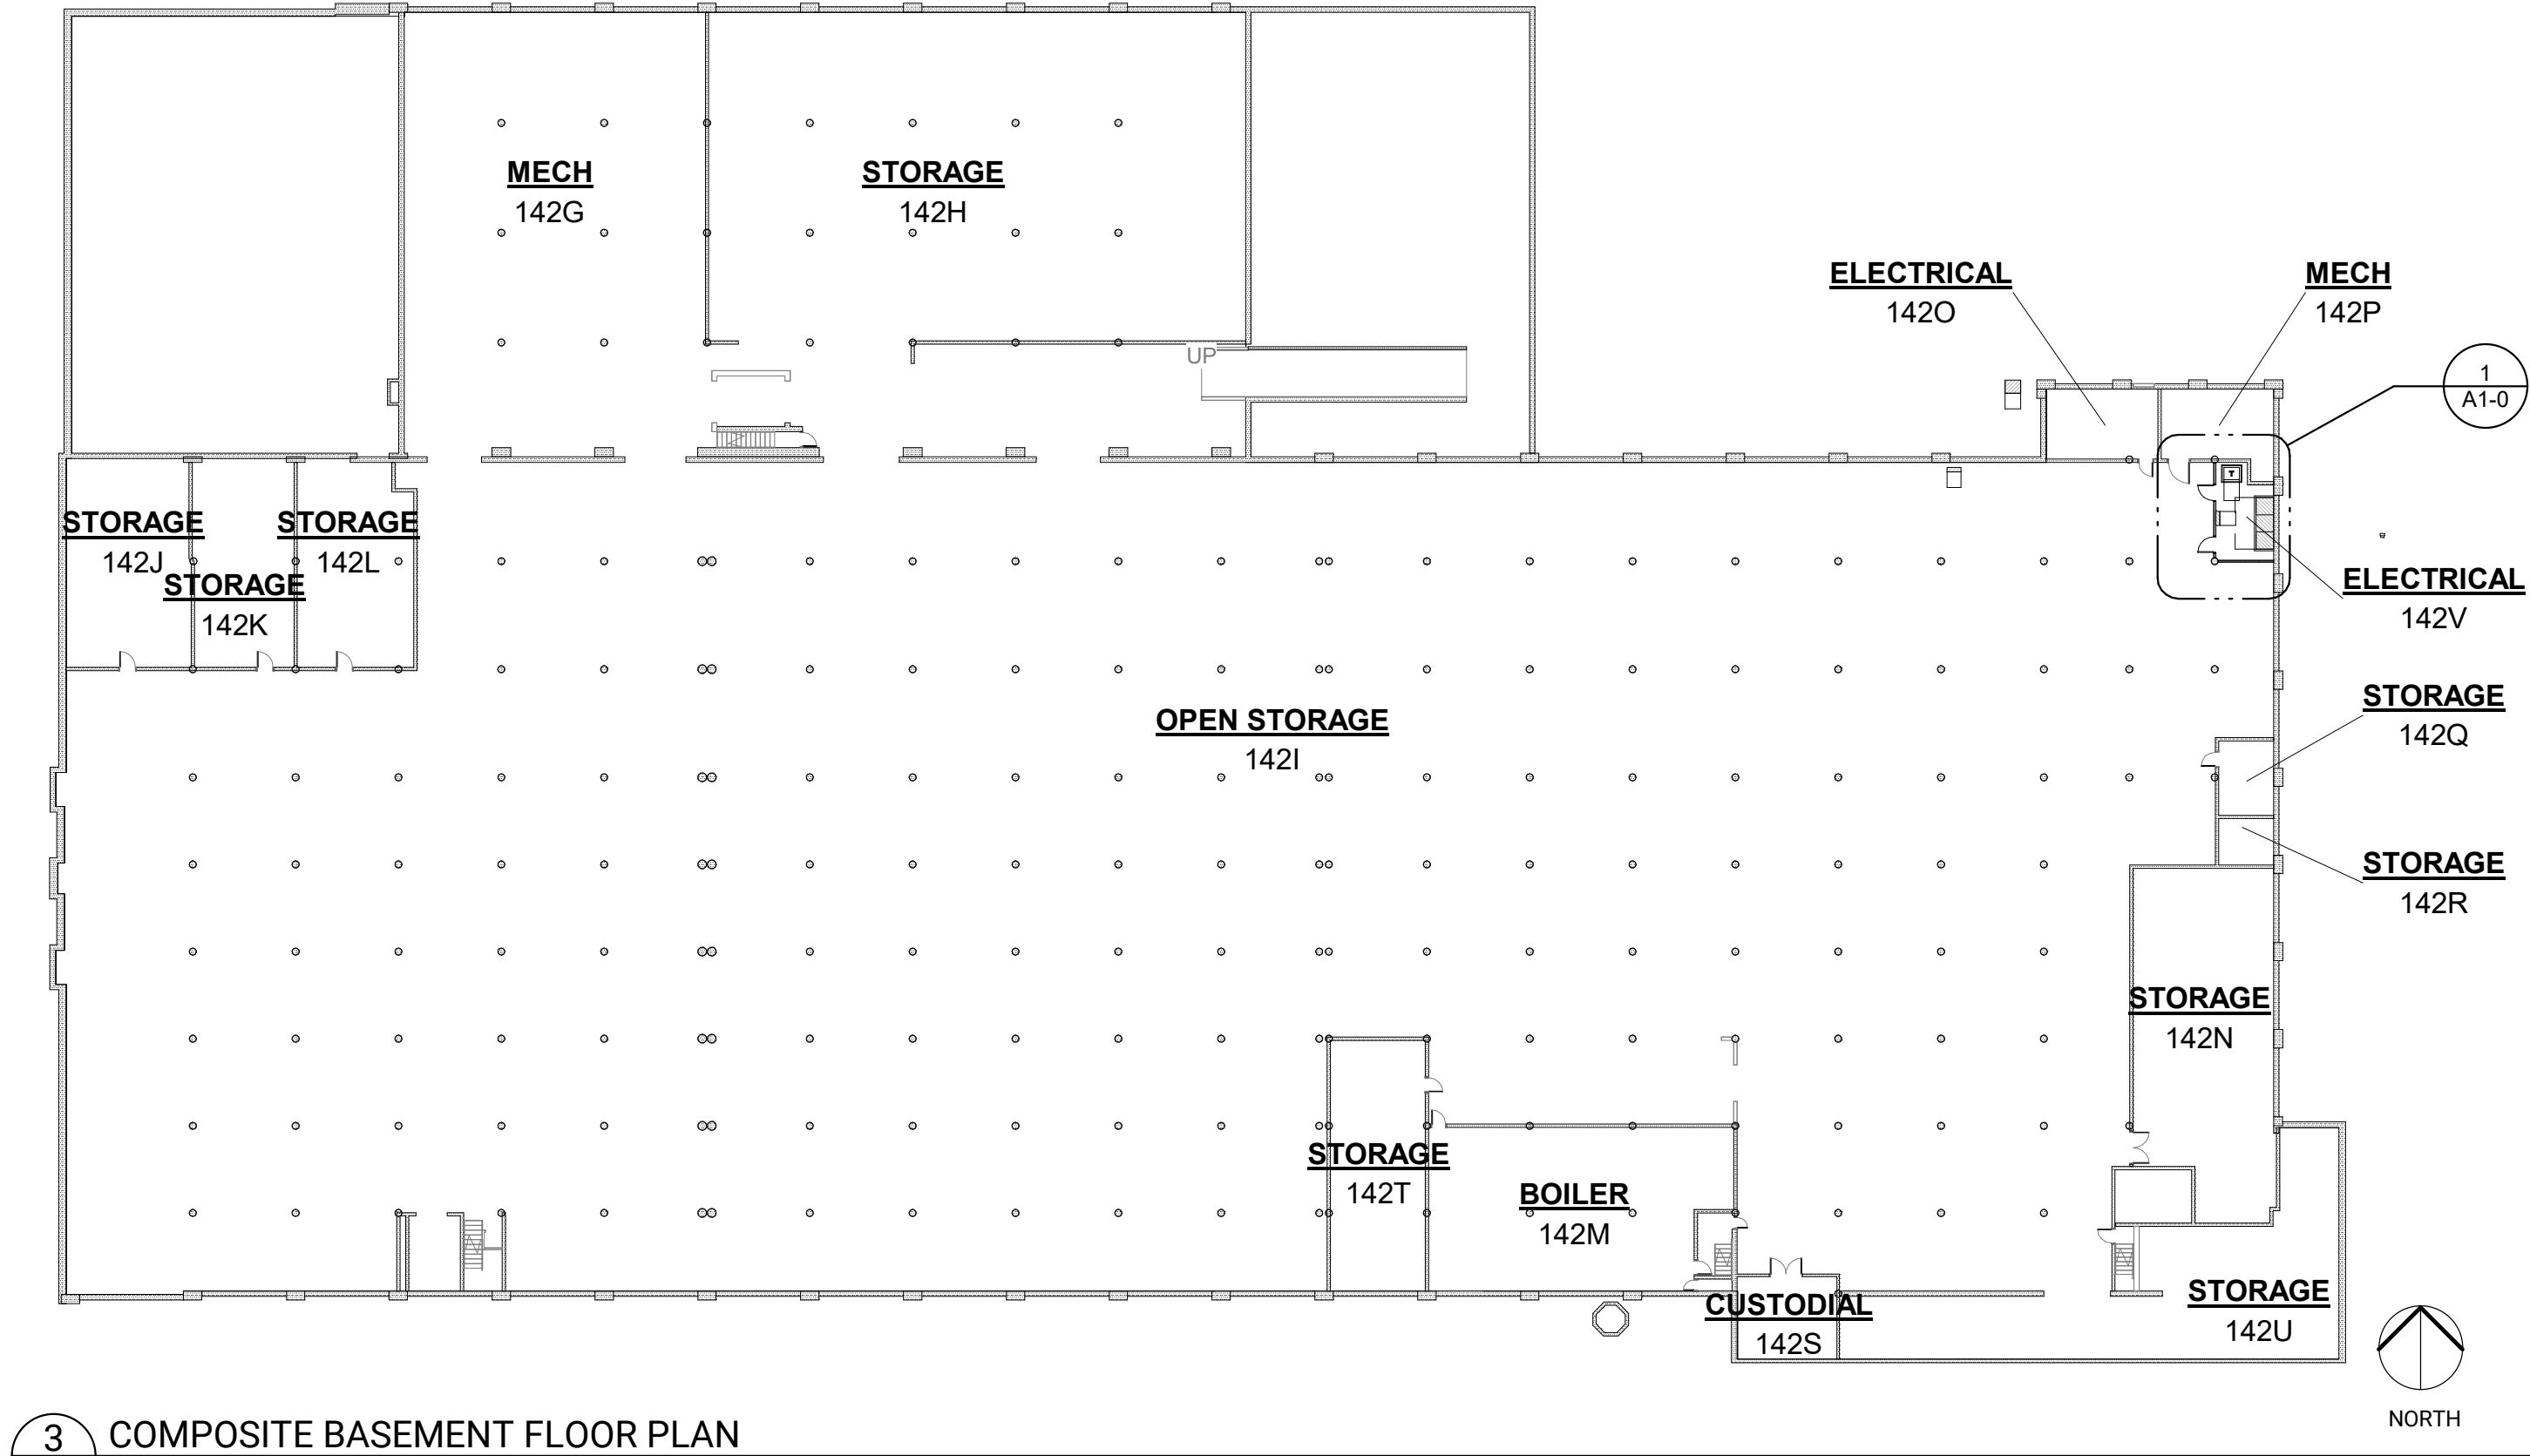 MECH
142G
STORAGE
142H
UP
ELECTRICAL
142O
MECH
142P
1
A1-0
T
STORAGE
142J
STORAGE
142K
STORAGE
142L
ELECTRICAL
142V
OPEN STORAGE
142I
STORAGE
142Q
STORAGE
142R
STORAGE
142N
STORAGE
142T
BOILER
142M
CUSTODIAL
142S
STORAGE
142U
NORTH
3
COMPOSITE BASEMENT FLOOR PLAN